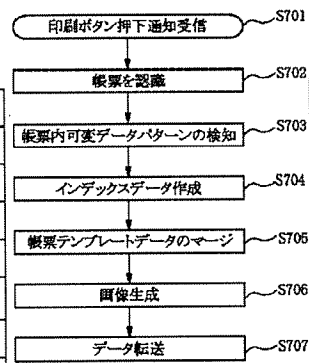 印刷ボタン押下通知受信 S701
帳票を認識 S702
帳票内可変データパターンの検知 S703
インデックスデータ作成 S704
帳票テンプレートデータのマージ S705
画像生成 S706
データ転送 S707